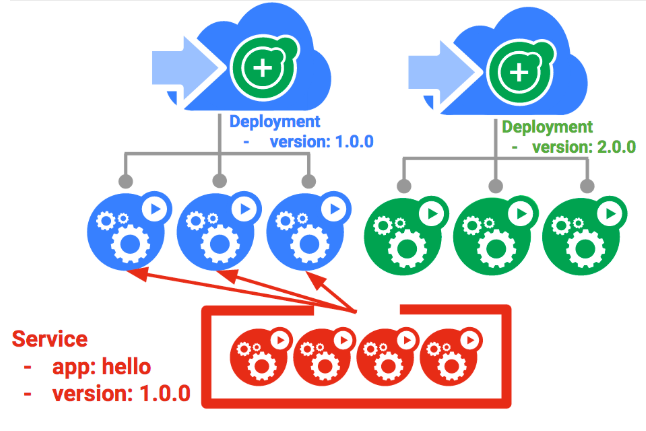 Deployment
- version: 1.0.0
Deployment
- version: 2.0.0
Service
- app: hello
- version: 1.0.0